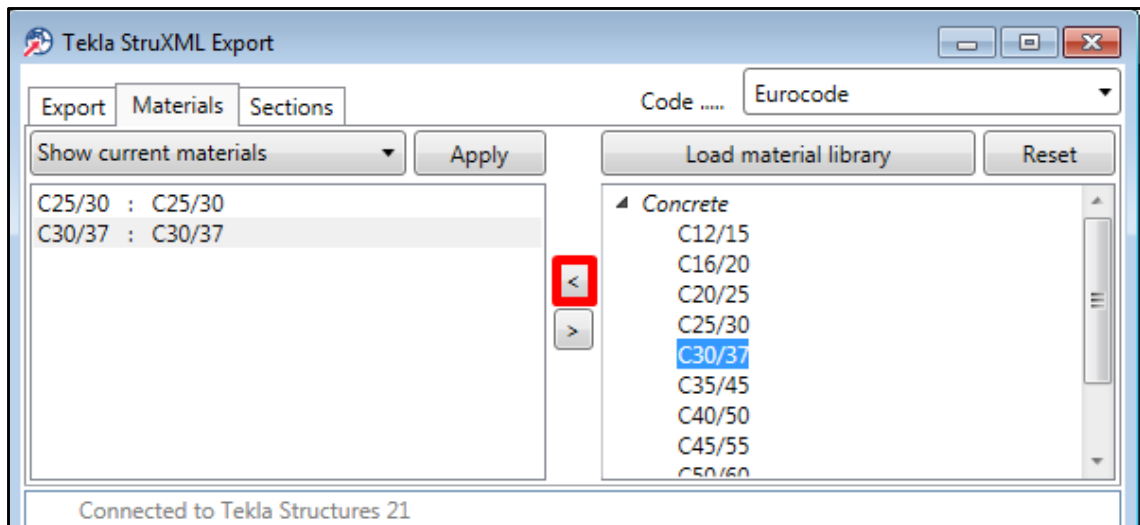 Tekla StruXML Export
Export Materials Sections Code ..... Eurocode
Show current materials Apply Load material library Reset
C25/30 : C25/30
C30/37 : C30/37
<
>
Concrete
C12/15
C16/20
C20/25
C25/30
C30/37
C35/45
C40/50
C45/55
C50/60
Connected to Tekla Structures 21